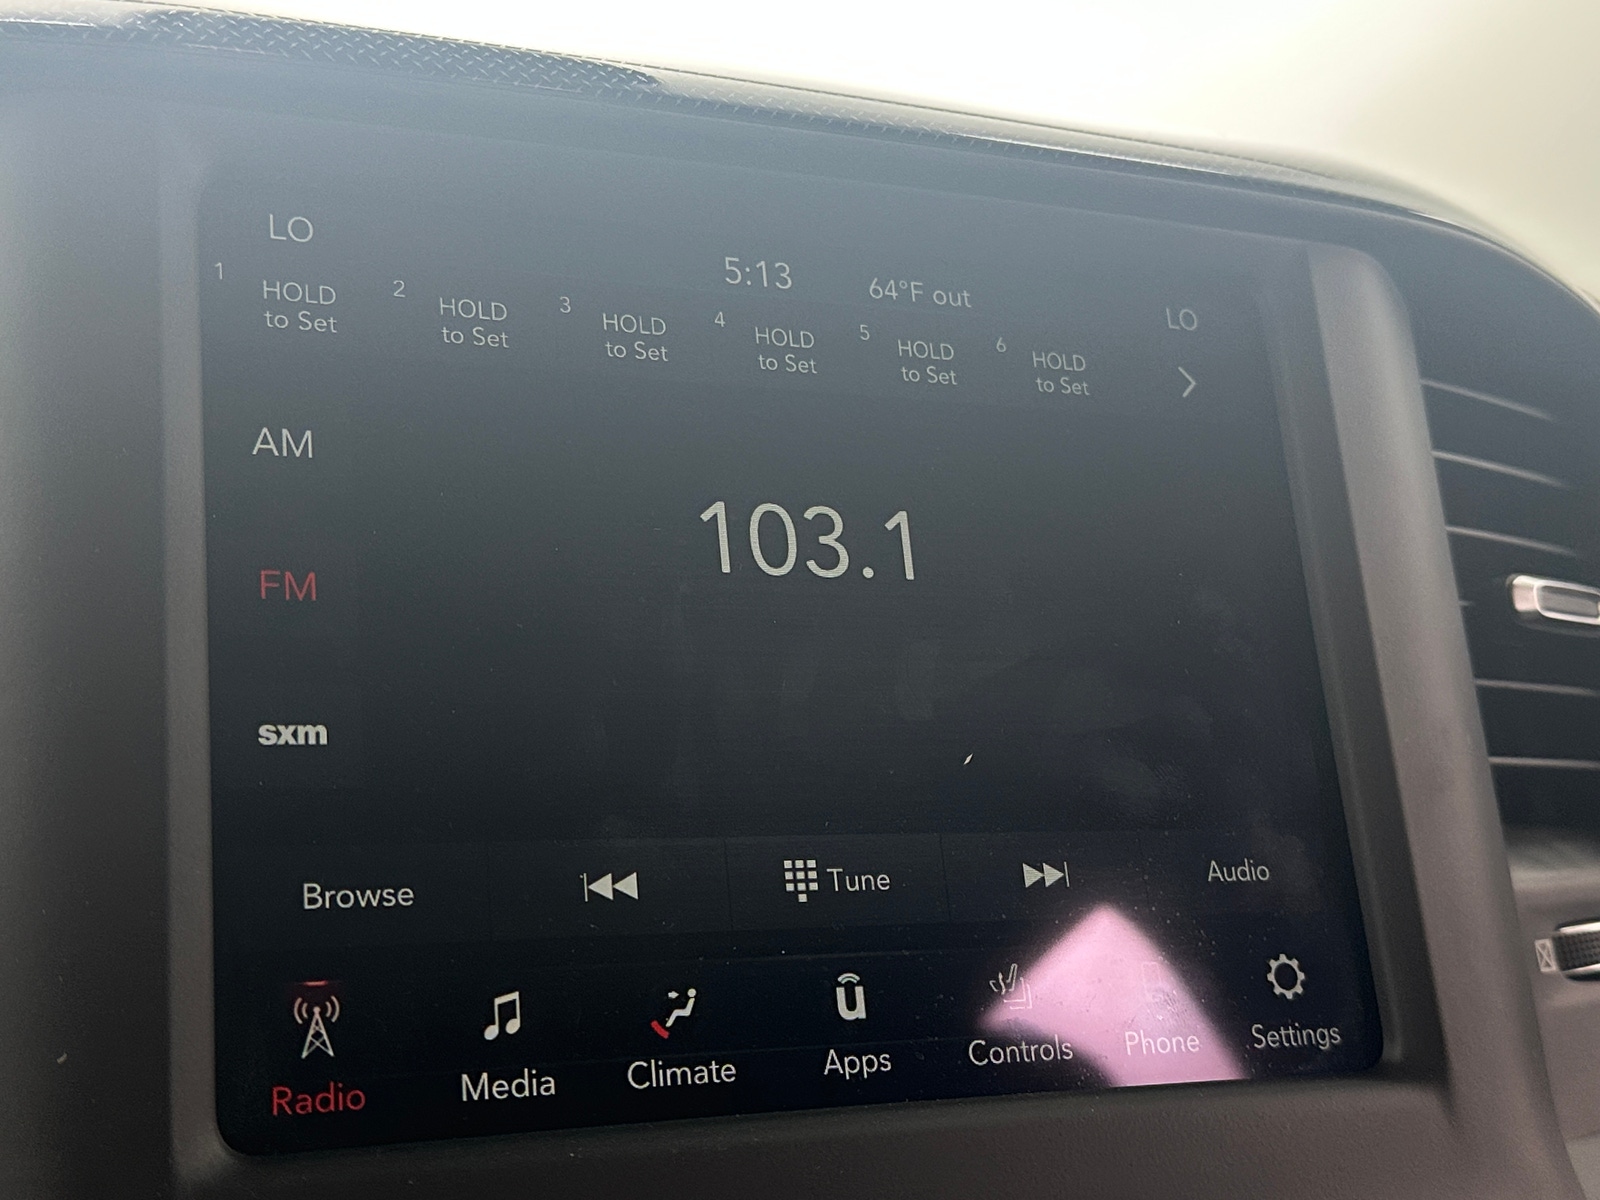 LO
5:13
64°F out
LO
1
HOLD
to Set
2
HOLD
to Set
3
HOLD
to Set
4
HOLD
to Set
5
HOLD
to Set
6
HOLD
to Set
AM
103.1
FM
sxm
Browse
Tune
Audio
Radio
Media
Climate
Apps
Controls
Phone
Settings